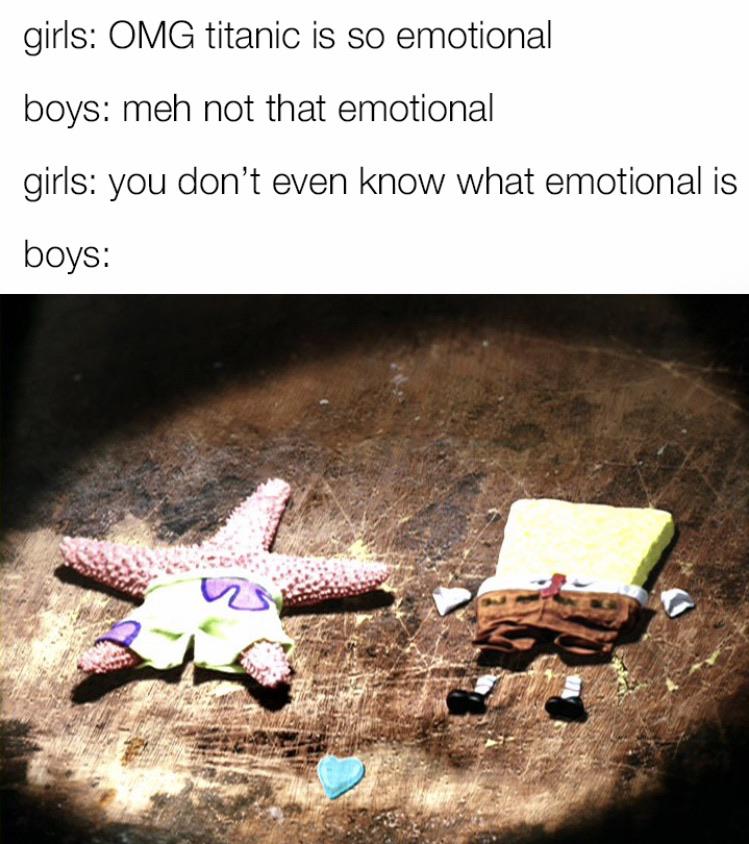 girls: OMG titanic is so emotional
boys: meh not that emotional
girls: you don’t even know what emotional is
boys: